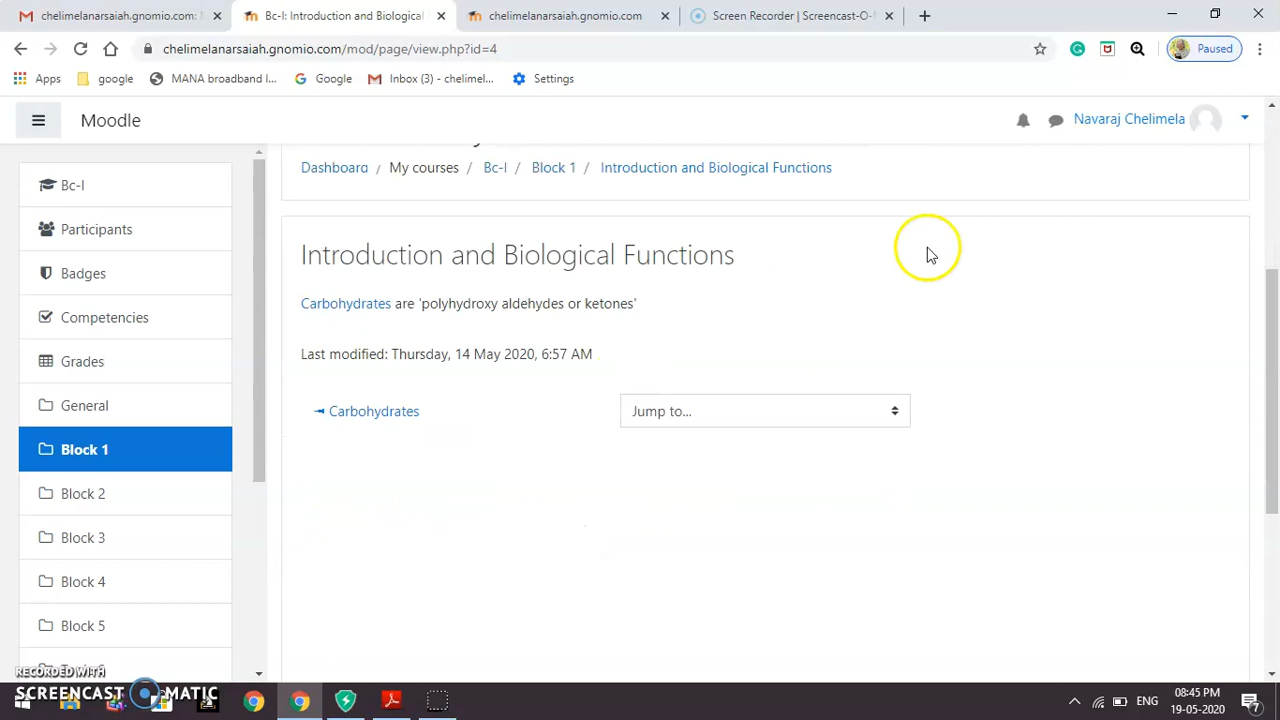 chelimelanarsaiah.gnomio.com: M
Bc-I: Introduction and Biological
chelimelanarsaiah.gnomio.com
Screen Recorder | Screencast-O-M
chelimelanarsaiah.gnomio.com/mod/page/view.php?id=4
Paused
Apps
google
MANA broadband I...
Google
Inbox (3) - chelimel...
Settings
Moodle
Navaraj Chelimela
Dashboard / My courses / Bc-I / Block 1 / Introduction and Biological Functions
Bc-I
Participants
Badges
Competencies
Grades
General
Block 1
Block 2
Block 3
Block 4
Block 5
Introduction and Biological Functions
Carbohydrates are 'polyhydroxy aldehydes or ketones'
Last modified: Thursday, 14 May 2020, 6:57 AM
Carbohydrates
Jump to...
RECORDED WITH
SCREENCAST MATIC
ENG
08:45 PM
19-05-2020
7